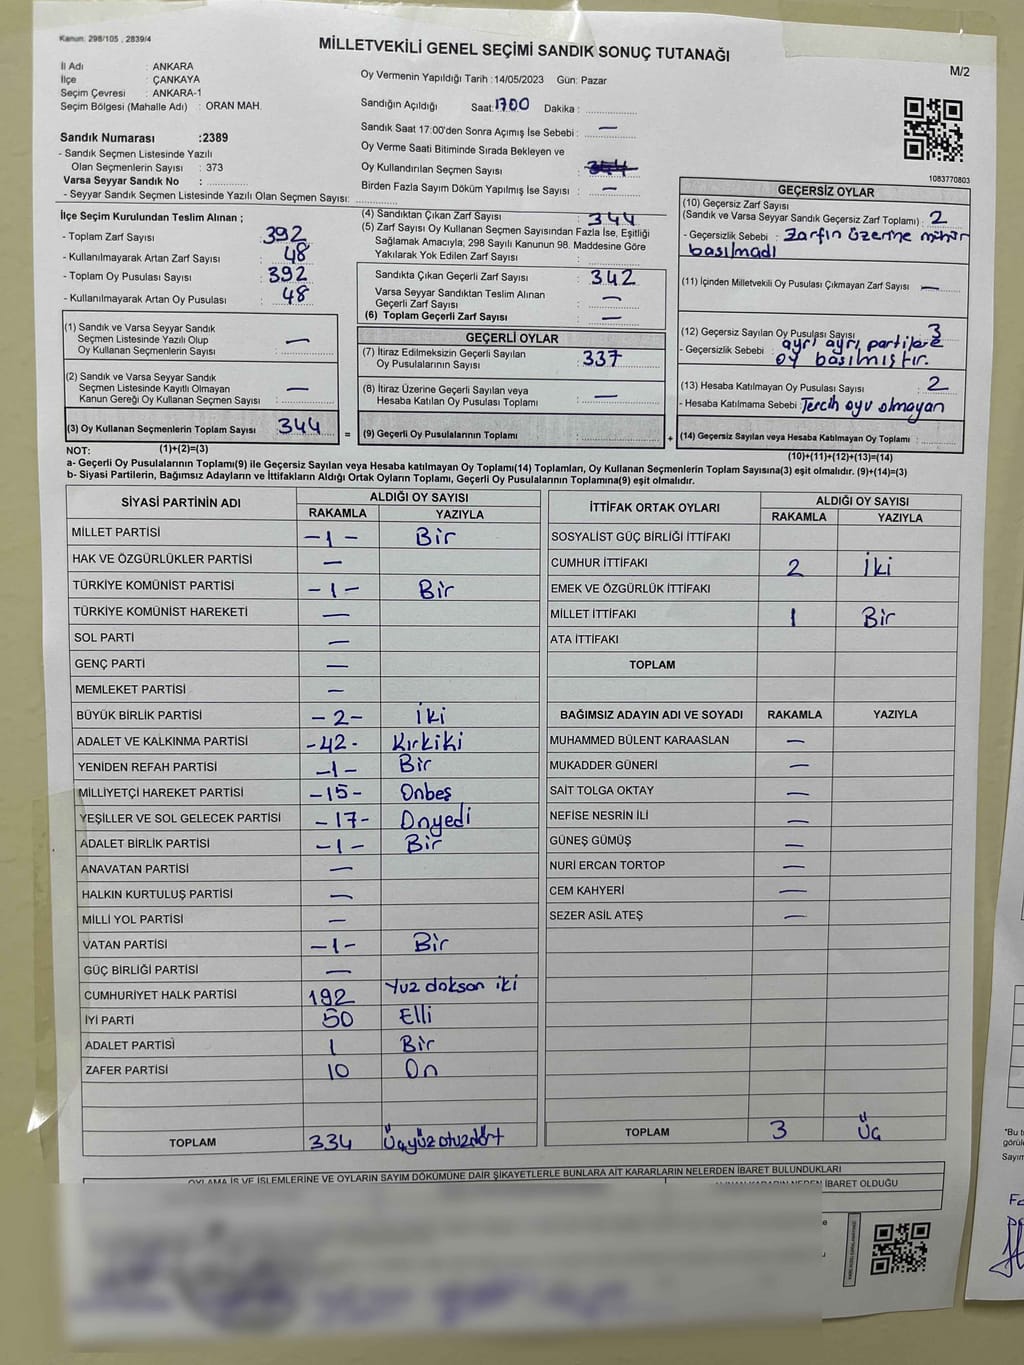 Kanun: 298/105 , 2839/4
MİLLETVEKİLİ GENEL SEÇİMİ SANDIK SONUÇ TUTANAĞI
M/2
İl Adı : ANKARA
İlçe : ÇANKAYA
Seçim Çevresi : ANKARA-1
Seçim Bölgesi (Mahalle Adı) : ORAN MAH.
Sandık Numarası :2389
- Sandık Seçmen Listesinde Yazılı
Olan Seçmenlerin Sayısı : 373
Varsa Seyyar Sandık No :
- Seyyar Sandık Seçmen Listesinde Yazılı Olan Seçmen Sayısı:
Oy Vermenin Yapıldığı Tarih :14/05/2023 Gün: Pazar
Sandığın Açıldığı Saat: 1700 Dakika :
Sandık Saat 17:00'den Sonra Açımış İse Sebebi : —
Oy Verme Saati Bitiminde Sırada Bekleyen ve
Oy Kullandırılan Seçmen Sayısı :
Birden Fazla Sayım Döküm Yapılmış İse Sayısı : —
1083770803
İlçe Seçim Kurulundan Teslim Alınan ;
- Toplam Zarf Sayısı : 392
- Kullanılmayarak Artan Zarf Sayısı : 48
- Toplam Oy Pusulası Sayısı : 392
- Kullanılmayarak Artan Oy Pusulası : 48
(1) Sandık ve Varsa Seyyar Sandık
Seçmen Listesinde Yazılı Olup
Oy Kullanan Seçmenlerin Sayısı : —
(2) Sandık ve Varsa Seyyar Sandık
Seçmen Listesinde Kayıtlı Olmayan
Kanun Gereği Oy Kullanan Seçmen Sayısı : —
(3) Oy Kullanan Seçmenlerin Toplam Sayısı : 344
(1)+(2)=(3)
(4) Sandıktan Çıkan Zarf Sayısı : 344
(5) Zarf Sayısı Oy Kullanan Seçmen Sayısından Fazla İse, Eşitliği
Sağlamak Amacıyla; 298 Sayılı Kanunun 98. Maddesine Göre
Yakılarak Yok Edilen Zarf Sayısı :
Sandıkta Çıkan Geçerli Zarf Sayısı : 342
Varsa Seyyar Sandıktan Teslim Alınan
Geçerli Zarf Sayısı : —
(6) Toplam Geçerli Zarf Sayısı : —
GEÇERLİ OYLAR
(7) İtiraz Edilmeksizin Geçerli Sayılan
Oy Pusulalarının Sayısı : 337
(8) İtiraz Üzerine Geçerli Sayılan veya
Hesaba Katılan Oy Pusulası Toplamı : —
= (9) Geçerli Oy Pusulalarının Toplamı :
GEÇERSİZ OYLAR
(10) Geçersiz Zarf Sayısı
(Sandık ve Varsa Seyyar Sandık Geçersiz Zarf Toplamı) : 2
- Geçersizlik Sebebi : Zarfın üzerine mühür
basılmadı
(11) İçinden Milletvekili Oy Pusulası Çıkmayan Zarf Sayısı : —
(12) Geçersiz Sayılan Oy Pusulası Sayısı : 3
- Geçersizlik Sebebi : ayrı ayrı partilere
oy basılmıştır.
(13) Hesaba Katılmayan Oy Pusulası Sayısı : 2
- Hesaba Katılmama Sebebi : Tercih oyu olmayan
+ (14) Geçersiz Sayılan veya Hesaba Katılmayan Oy Toplamı :
(10)+(11)+(12)+(13)=(14)
NOT:
a- Geçerli Oy Pusulalarının Toplamı(9) ile Geçersiz Sayılan veya Hesaba katılmayan Oy Toplamı(14) Toplamları, Oy Kullanan Seçmenlerin Toplam Sayısına(3) eşit olmalıdır. (9)+(14)=(3)
b- Siyasi Partilerin, Bağımsız Adayların ve İttifakların Aldığı Ortak Oyların Toplamı, Geçerli Oy Pusulalarının Toplamına(9) eşit olmalıdır.
SİYASİ PARTİNİN ADI ALDIĞI OY SAYISI
RAKAMLA YAZIYLA
MİLLET PARTİSİ -1- Bir
HAK VE ÖZGÜRLÜKLER PARTİSİ —
TÜRKİYE KOMÜNİST PARTİSİ -1- Bir
TÜRKİYE KOMÜNİST HAREKETİ —
SOL PARTİ —
GENÇ PARTİ —
MEMLEKET PARTİSİ —
BÜYÜK BİRLİK PARTİSİ -2- İki
ADALET VE KALKINMA PARTİSİ -42- Kırkiki
YENİDEN REFAH PARTİSİ -1- Bir
MİLLİYETÇİ HAREKET PARTİSİ -15- Onbeş
YEŞİLLER VE SOL GELECEK PARTİSİ -17- Onyedi
ADALET BİRLİK PARTİSİ -1- Bir
ANAVATAN PARTİSİ —
HALKIN KURTULUŞ PARTİSİ —
MİLLİ YOL PARTİSİ —
VATAN PARTİSİ -1- Bir
GÜÇ BİRLİĞİ PARTİSİ —
CUMHURİYET HALK PARTİSİ 192 Yuz doksan iki
İYİ PARTİ 50 Elli
ADALET PARTİSİ 1 Bir
ZAFER PARTİSİ 10 On
TOPLAM 334 Üçyüzotuzdört
İTTİFAK ORTAK OYLARI ALDIĞI OY SAYISI
RAKAMLA YAZIYLA
SOSYALİST GÜÇ BİRLİĞİ İTTİFAKI
CUMHUR İTTİFAKI 2 İki
EMEK VE ÖZGÜRLÜK İTTİFAKI
MİLLET İTTİFAKI 1 Bir
ATA İTTİFAKI
TOPLAM
BAĞIMSIZ ADAYIN ADI VE SOYADI RAKAMLA YAZIYLA
MUHAMMED BÜLENT KARAASLAN —
MUKADDER GÜNERİ —
SAİT TOLGA OKTAY —
NEFİSE NESRİN İLİ —
GÜNEŞ GÜMÜŞ —
NURİ ERCAN TORTOP —
CEM KAHYERİ —
SEZER ASİL ATEŞ —
TOPLAM 3 Üç
OYLAMA İŞ VE İŞLEMLERİNE VE OYLARIN SAYIM DÖKÜMÜNE DAİR ŞİKAYETLERLE BUNLARA AİT KARARLARIN NELERDEN İBARET BULUNDUKLARI
İBARET OLDUĞU
"Bu